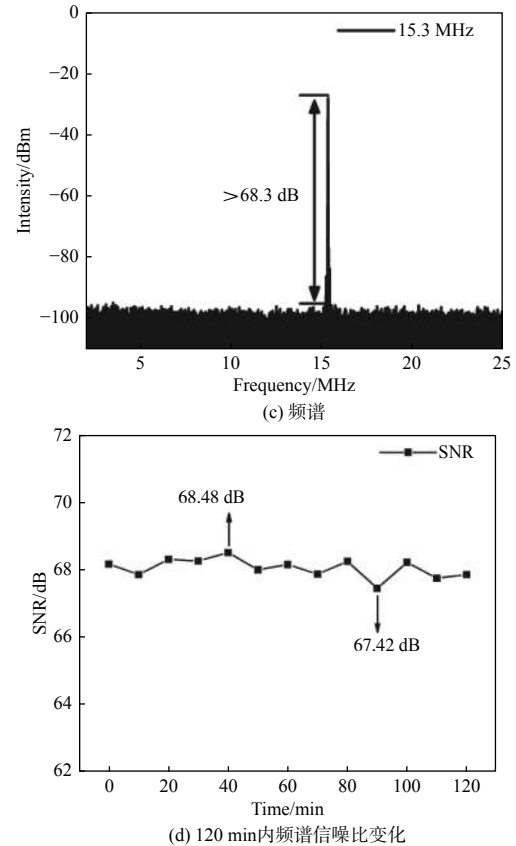 0
−20
−40
−60
−80
−100
Intensity/dBm
15.3 MHz
>68.3 dB
5 10 15 20 25
Frequency/MHz
(c) 频谱
72
70
68
66
64
62
SNR/dB
SNR
68.48 dB
67.42 dB
0 20 40 60 80 100 120
Time/min
(d) 120 min内频谱信噪比变化